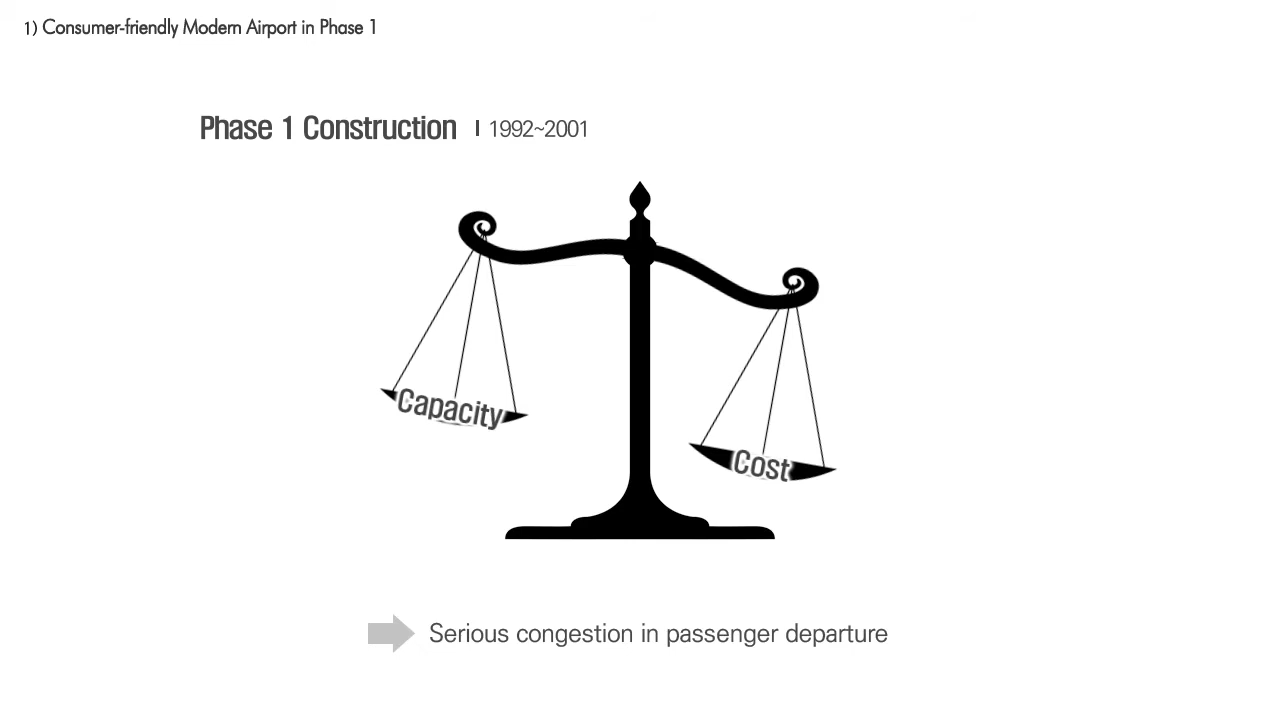 1) Consumer-friendly Modern Airport in Phase 1
Phase 1 Construction | 1992~2001
Capacity
Cost
Serious congestion in passenger departure